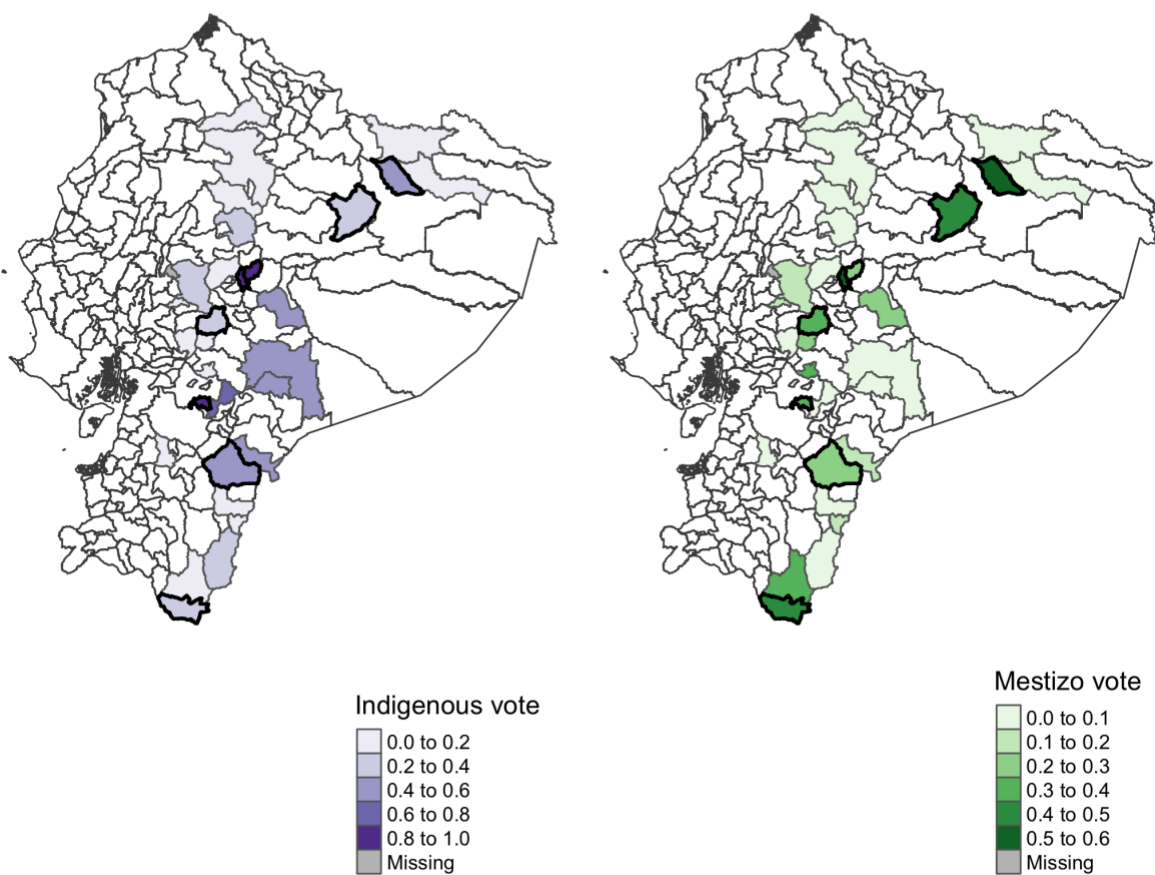 Indigenous vote
0.0 to 0.2
0.2 to 0.4
0.4 to 0.6
0.6 to 0.8
0.8 to 1.0
Missing
Mestizo vote
0.0 to 0.1
0.1 to 0.2
0.2 to 0.3
0.3 to 0.4
0.4 to 0.5
0.5 to 0.6
Missing